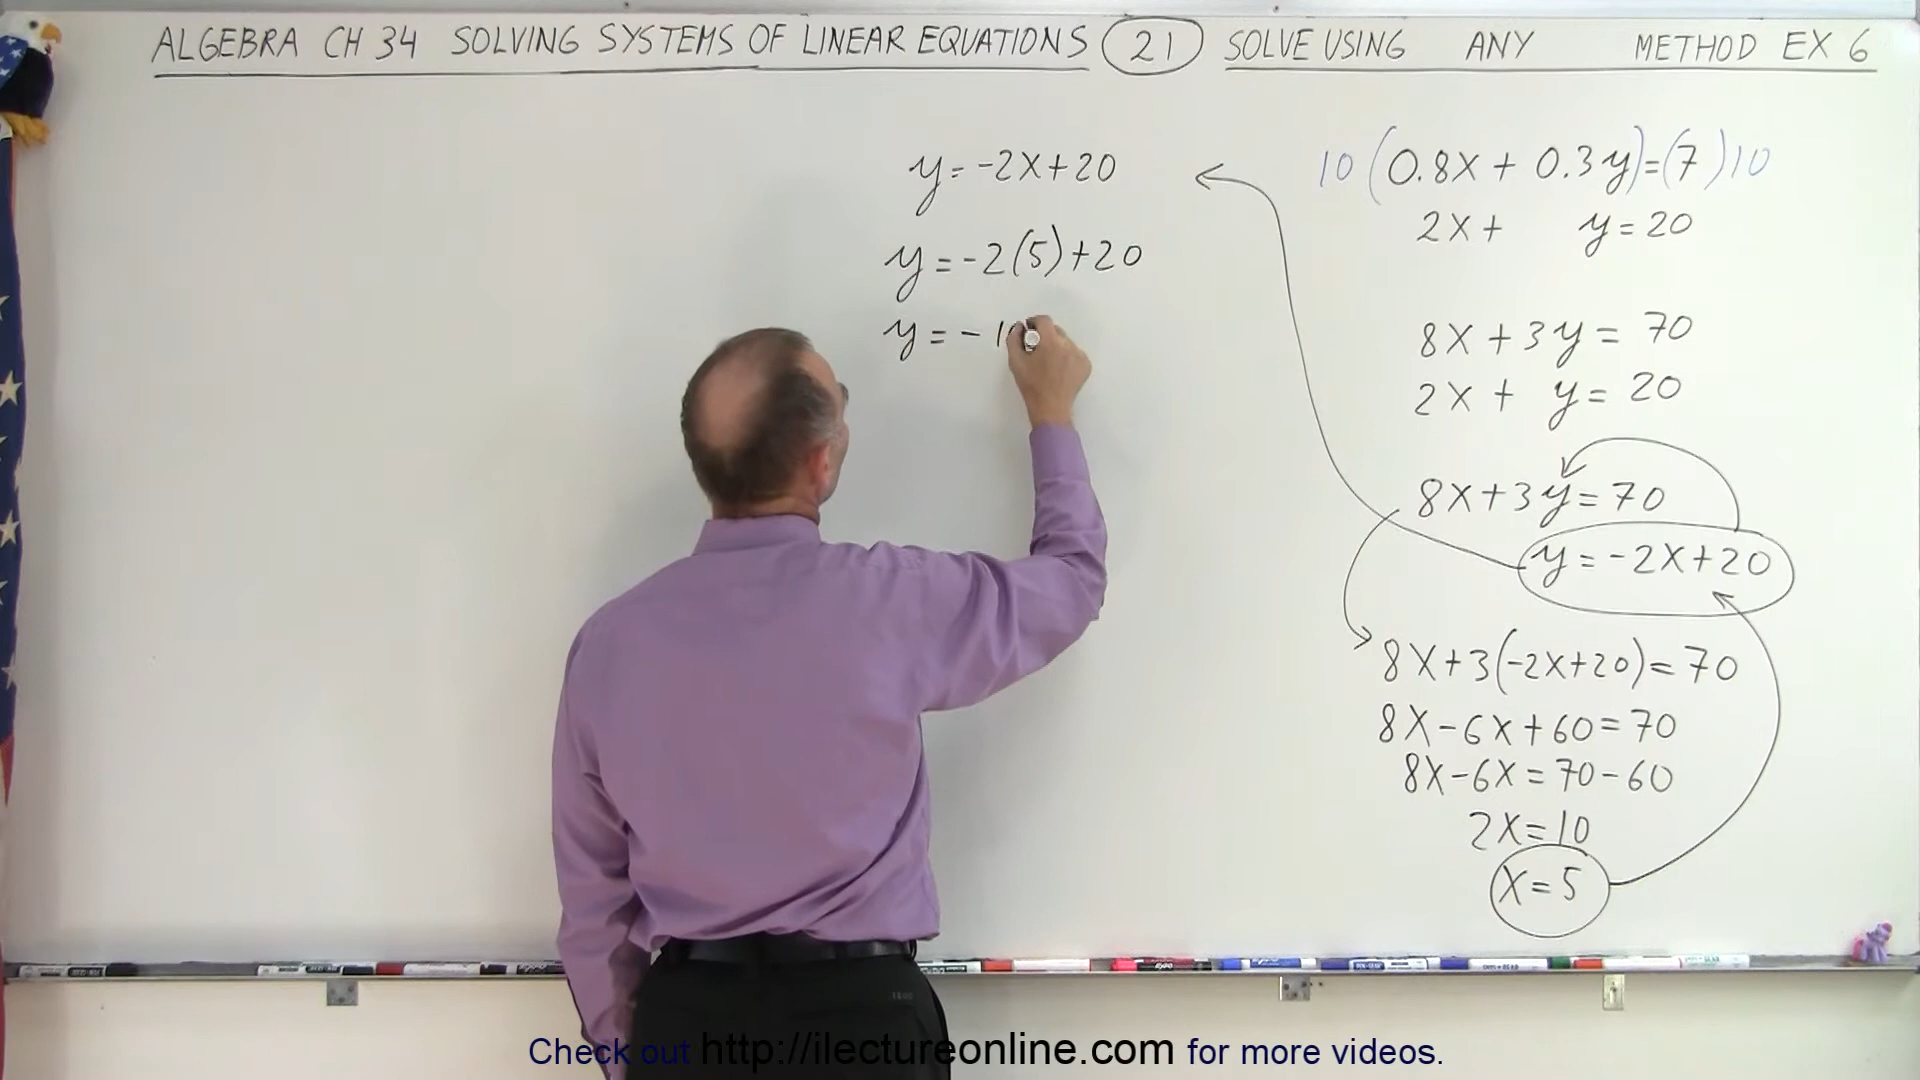 ALGEBRA CH 34 SOLVING SYSTEMS OF LINEAR EQUATIONS 21 SOLVE USING ANY METHOD EX 6
y=-2X+20
y=-2(5)+20
y=-10
10(0.8X+0.3y)=(7)10
2X+ y=20
8X+3y=70
2X+ y=20
8X+3y=70
y=-2X+20
8X+3(-2X+20)=70
8X-6X+60=70
8X-6X=70-60
2X=10
X=5
Check out http://ilectureonline.com for more videos.